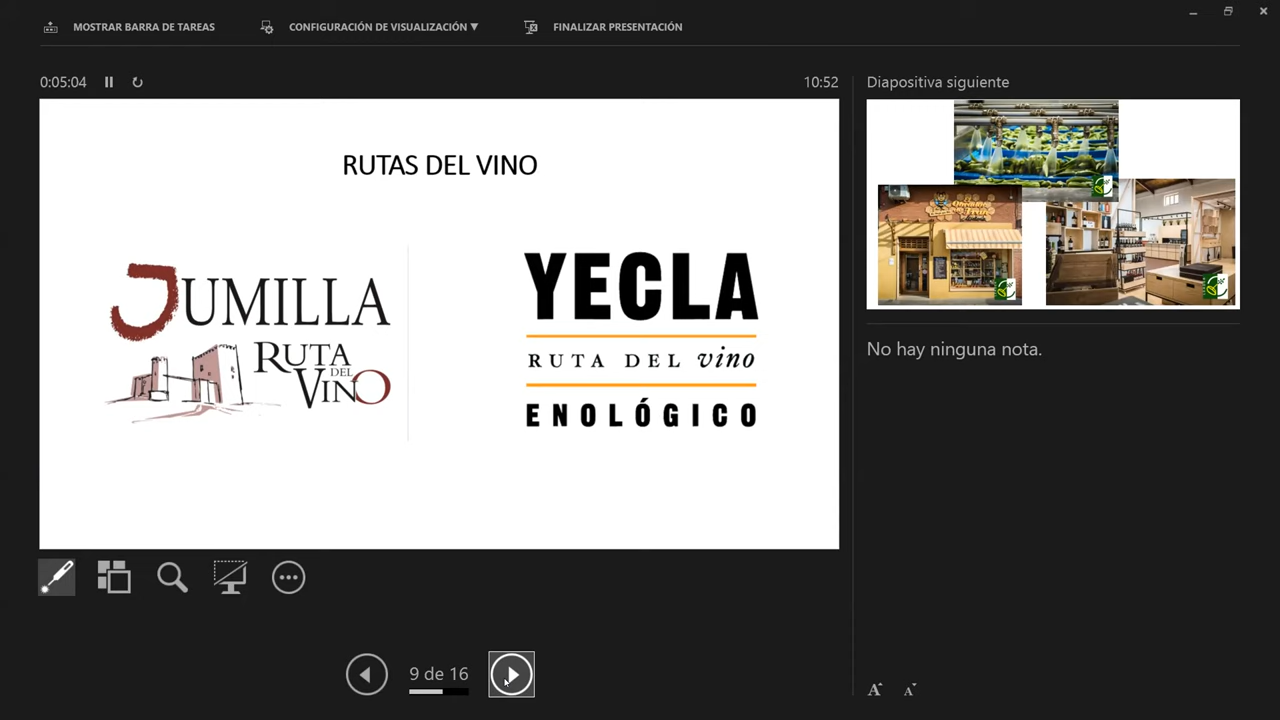 MOSTRAR BARRA DE TAREAS
CONFIGURACIÓN DE VISUALIZACIÓN ▼
FINALIZAR PRESENTACIÓN
0:05:04
10:52
Diapositiva siguiente
RUTAS DEL VINO
JUMILLA
RUTA
DEL
VINO
YECLA
RUTA DEL vino
ENOLÓGICO
No hay ninguna nota.
9 de 16
A A